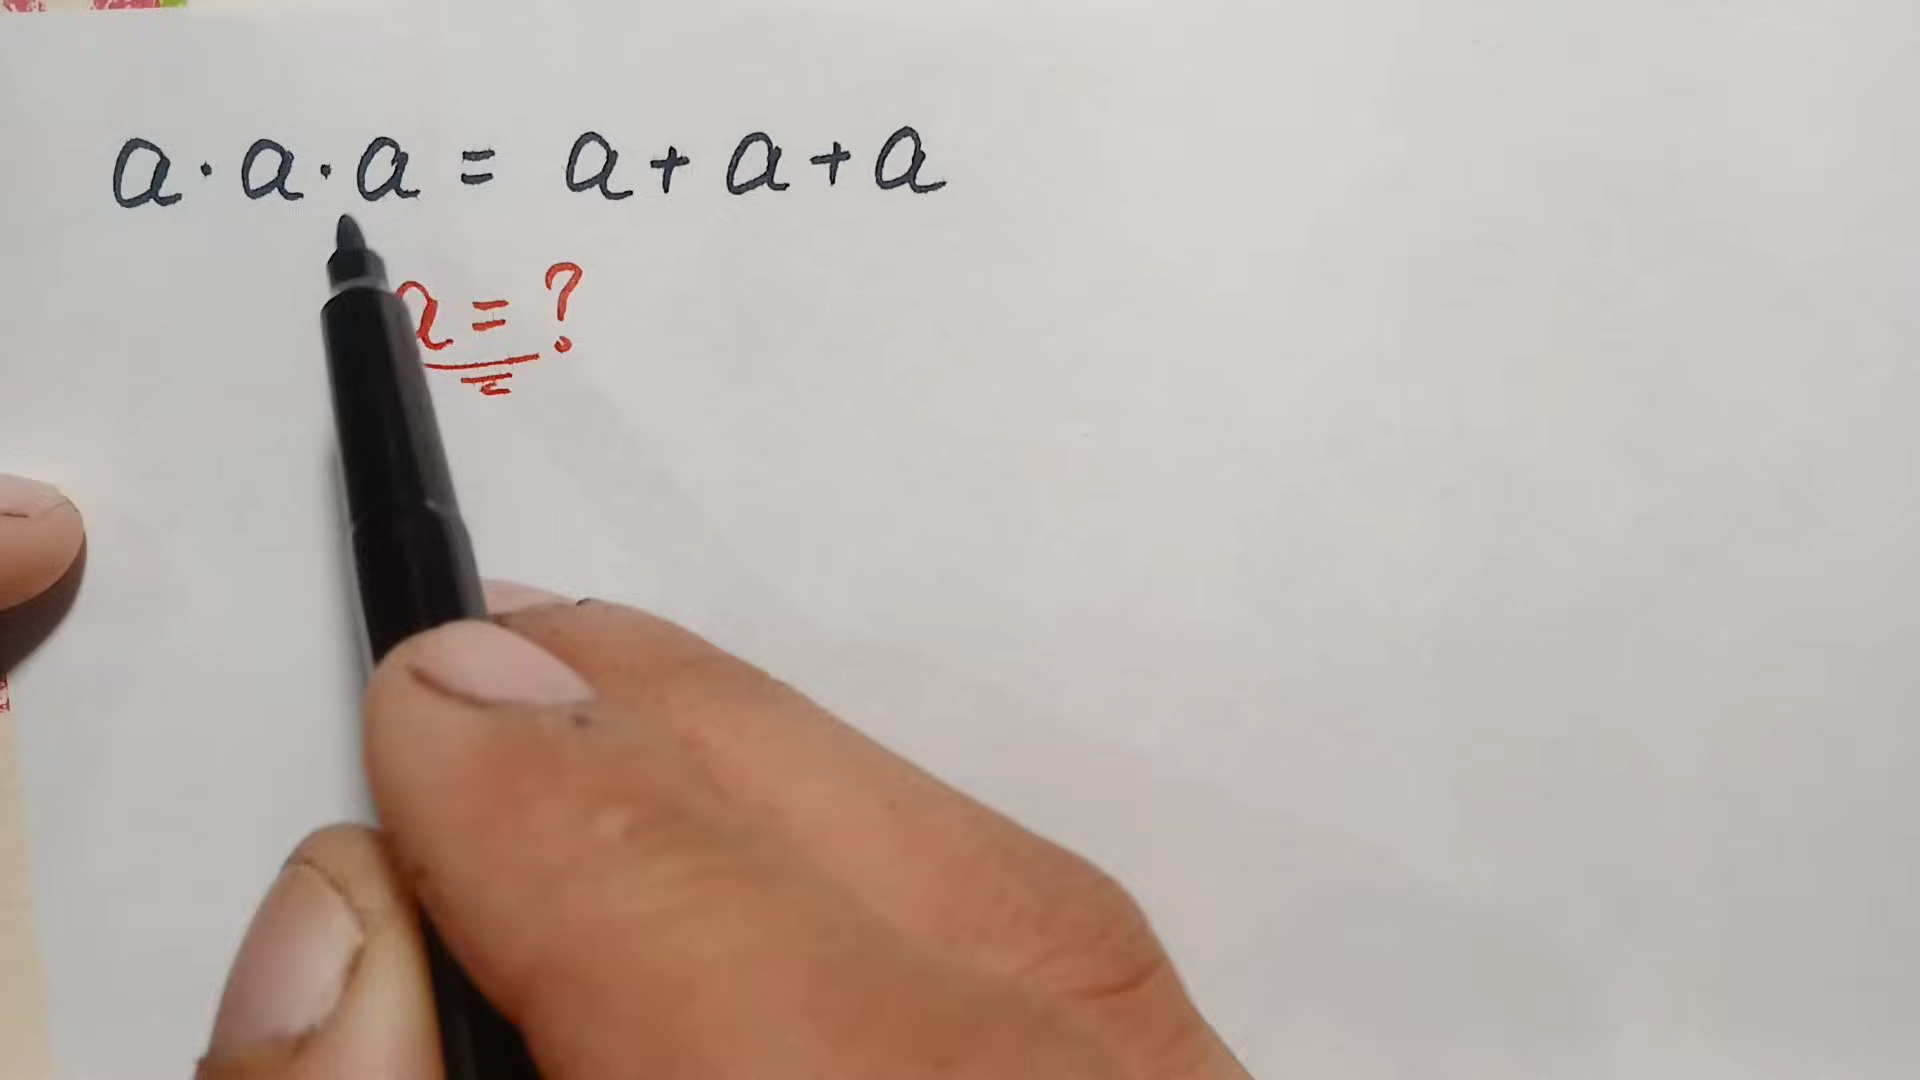 a · a · a = a + a + a
a = ?